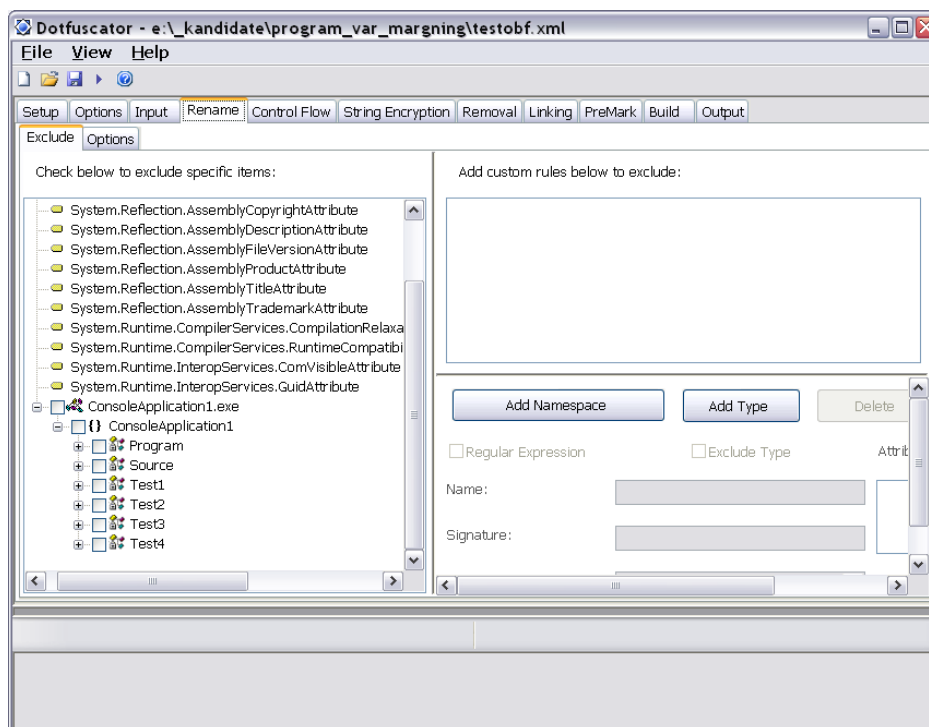 Dotfuscator - e:\_kandidate\program_var_margning\testobf.xml
File View Help
Setup Options Input Rename Control Flow String Encryption Removal Linking PreMark Build Output
Exclude Options
Check below to exclude specific items:
System.Reflection.AssemblyCopyrightAttribute
System.Reflection.AssemblyDescriptionAttribute
System.Reflection.AssemblyFileVersionAttribute
System.Reflection.AssemblyProductAttribute
System.Reflection.AssemblyTitleAttribute
System.Reflection.AssemblyTrademarkAttribute
System.Runtime.CompilerServices.CompilationRelaxa
System.Runtime.CompilerServices.RuntimeCompatibi
System.Runtime.InteropServices.ComVisibleAttribute
System.Runtime.InteropServices.GuidAttribute
ConsoleApplication1.exe
{} ConsoleApplication1
Program
Source
Test1
Test2
Test3
Test4
Add custom rules below to exclude:
Add Namespace Add Type Delete
Regular Expression Exclude Type Attrib
Name:
Signature: